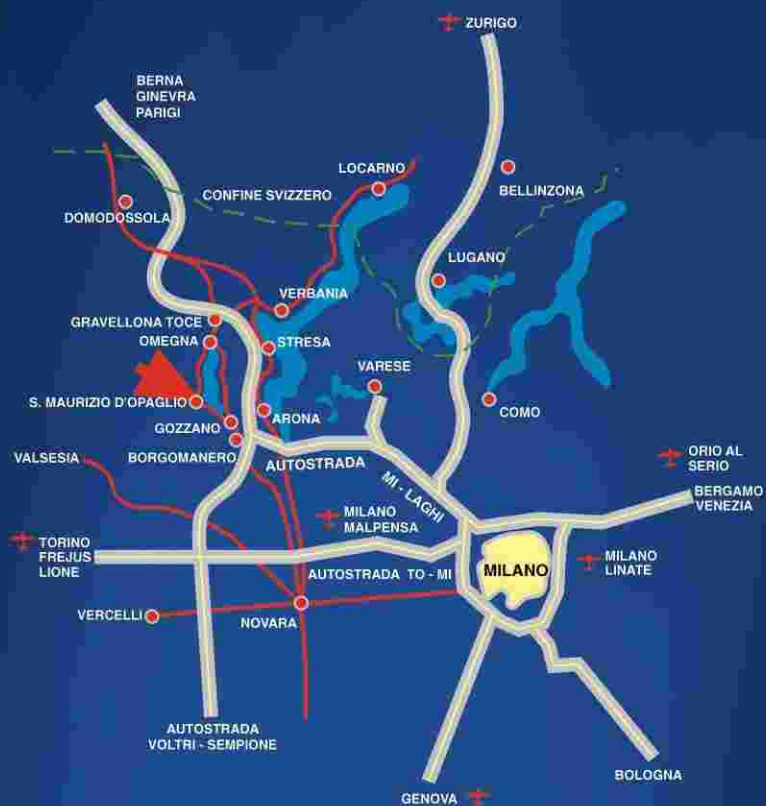 ZURIGO
BERNA
GINEVRA
PARIGI
LOCARNO
CONFINE SVIZZERO
BELLINZONA
DOMODOSSOLA
LUGANO
VERBANIA
GRAVELLONA TOCE
OMEGNA
STRESA
VARESE
S. MAURIZIO D'OPAGLIO
COMO
ARONA
GOZZANO
BORGOMANERO
VALSESIA
AUTOSTRADA
MI - LAGHI
ORIO AL
SERIO
BERGAMO
VENEZIA
MILANO
MALPENSA
TORINO
FREJUS
LIONE
AUTOSTRADA TO - MI
MILANO
MILANO
LINATE
VERCELLI
NOVARA
AUTOSTRADA
VOLTRI - SEMPIONE
BOLOGNA
GENOVA